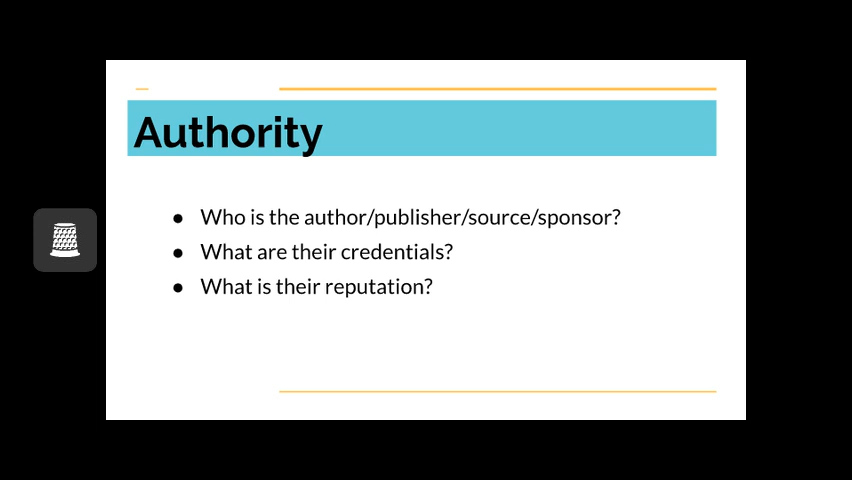 Authority
● Who is the author/publisher/source/sponsor?
● What are their credentials?
● What is their reputation?